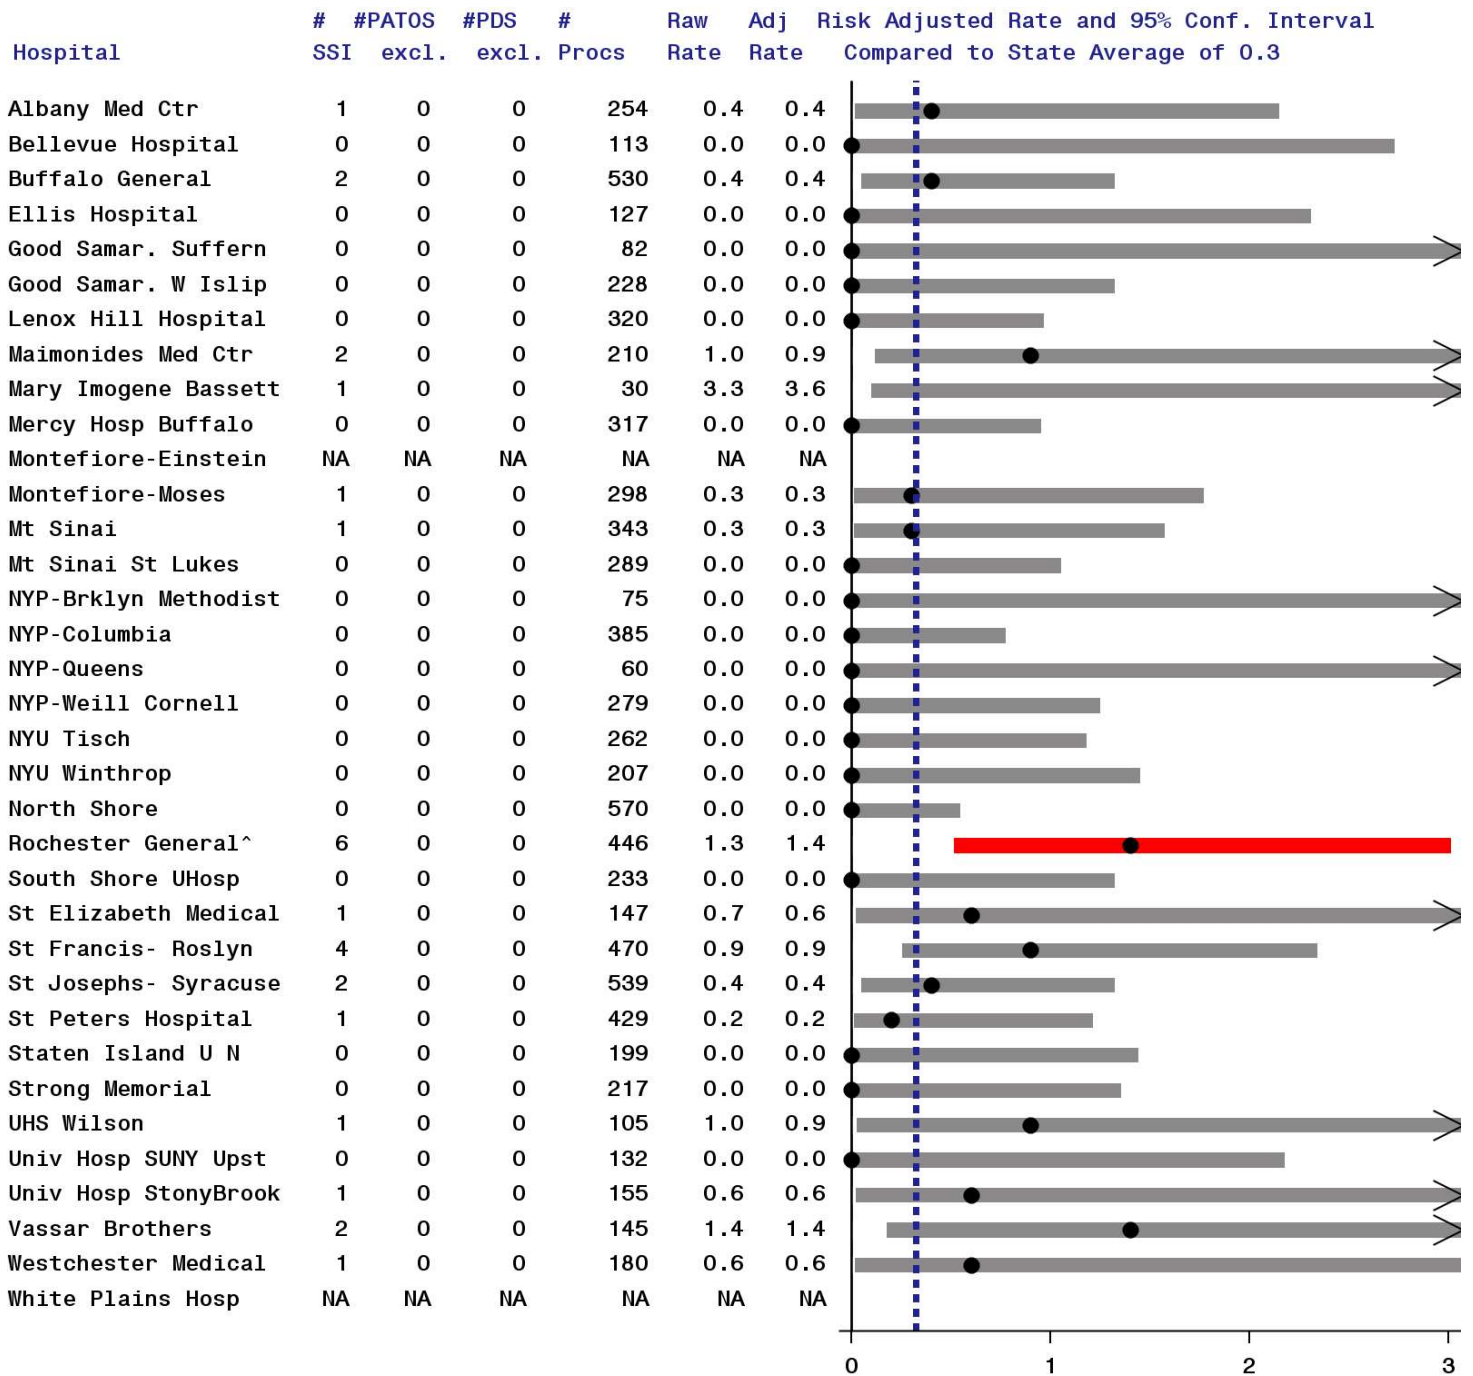 # #PATOS #PDS # Raw Adj Risk Adjusted Rate and 95% Conf. Interval
Hospital SSI excl. excl. Procs Rate Rate Compared to State Average of 0.3
Albany Med Ctr 1 0 0 254 0.4 0.4
Bellevue Hospital 0 0 0 113 0.0 0.0
Buffalo General 2 0 0 530 0.4 0.4
Ellis Hospital 0 0 0 127 0.0 0.0
Good Samar. Suffern 0 0 0 82 0.0 0.0
Good Samar. W Islip 0 0 0 228 0.0 0.0
Lenox Hill Hospital 0 0 0 320 0.0 0.0
Maimonides Med Ctr 2 0 0 210 1.0 0.9
Mary Imogene Bassett 1 0 0 30 3.3 3.6
Mercy Hosp Buffalo 0 0 0 317 0.0 0.0
Montefiore-Einstein NA NA NA NA NA NA
Montefiore-Moses 1 0 0 298 0.3 0.3
Mt Sinai 1 0 0 343 0.3 0.3
Mt Sinai St Lukes 0 0 0 289 0.0 0.0
NYP-Brklyn Methodist 0 0 0 75 0.0 0.0
NYP-Columbia 0 0 0 385 0.0 0.0
NYP-Queens 0 0 0 60 0.0 0.0
NYP-Weill Cornell 0 0 0 279 0.0 0.0
NYU Tisch 0 0 0 262 0.0 0.0
NYU Winthrop 0 0 0 207 0.0 0.0
North Shore 0 0 0 570 0.0 0.0
Rochester General^ 6 0 0 446 1.3 1.4
South Shore UHosp 0 0 0 233 0.0 0.0
St Elizabeth Medical 1 0 0 147 0.7 0.6
St Francis- Roslyn 4 0 0 470 0.9 0.9
St Josephs- Syracuse 2 0 0 539 0.4 0.4
St Peters Hospital 1 0 0 429 0.2 0.2
Staten Island U N 0 0 0 199 0.0 0.0
Strong Memorial 0 0 0 217 0.0 0.0
UHS Wilson 1 0 0 105 1.0 0.9
Univ Hosp SUNY Upst 0 0 0 132 0.0 0.0
Univ Hosp StonyBrook 1 0 0 155 0.6 0.6
Vassar Brothers 2 0 0 145 1.4 1.4
Westchester Medical 1 0 0 180 0.6 0.6
White Plains Hosp NA NA NA NA NA NA
0 1 2 3